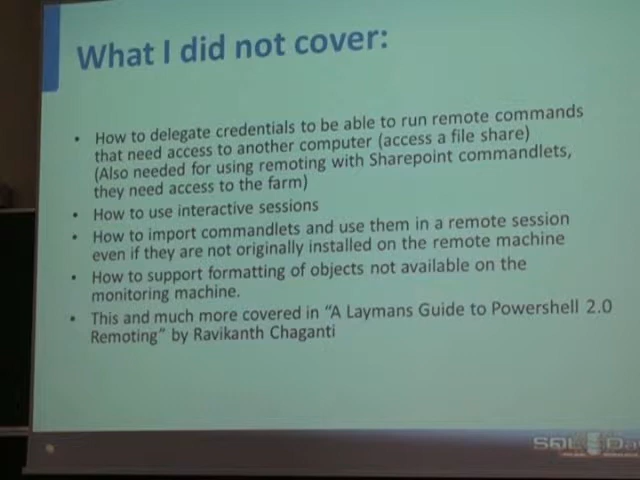 What I did not cover:
• How to delegate credentials to be able to run remote commands
that need access to another computer (access a file share)
(Also needed for using remoting with Sharepoint commandlets,
they need access to the farm)
• How to use interactive sessions
• How to import commandlets and use them in a remote session
even if they are not originally installed on the remote machine
• How to support formatting of objects not available on the
monitoring machine.
• This and much more covered in “A Laymans Guide to Powershell 2.0
Remoting” by Ravikanth Chaganti
SQL